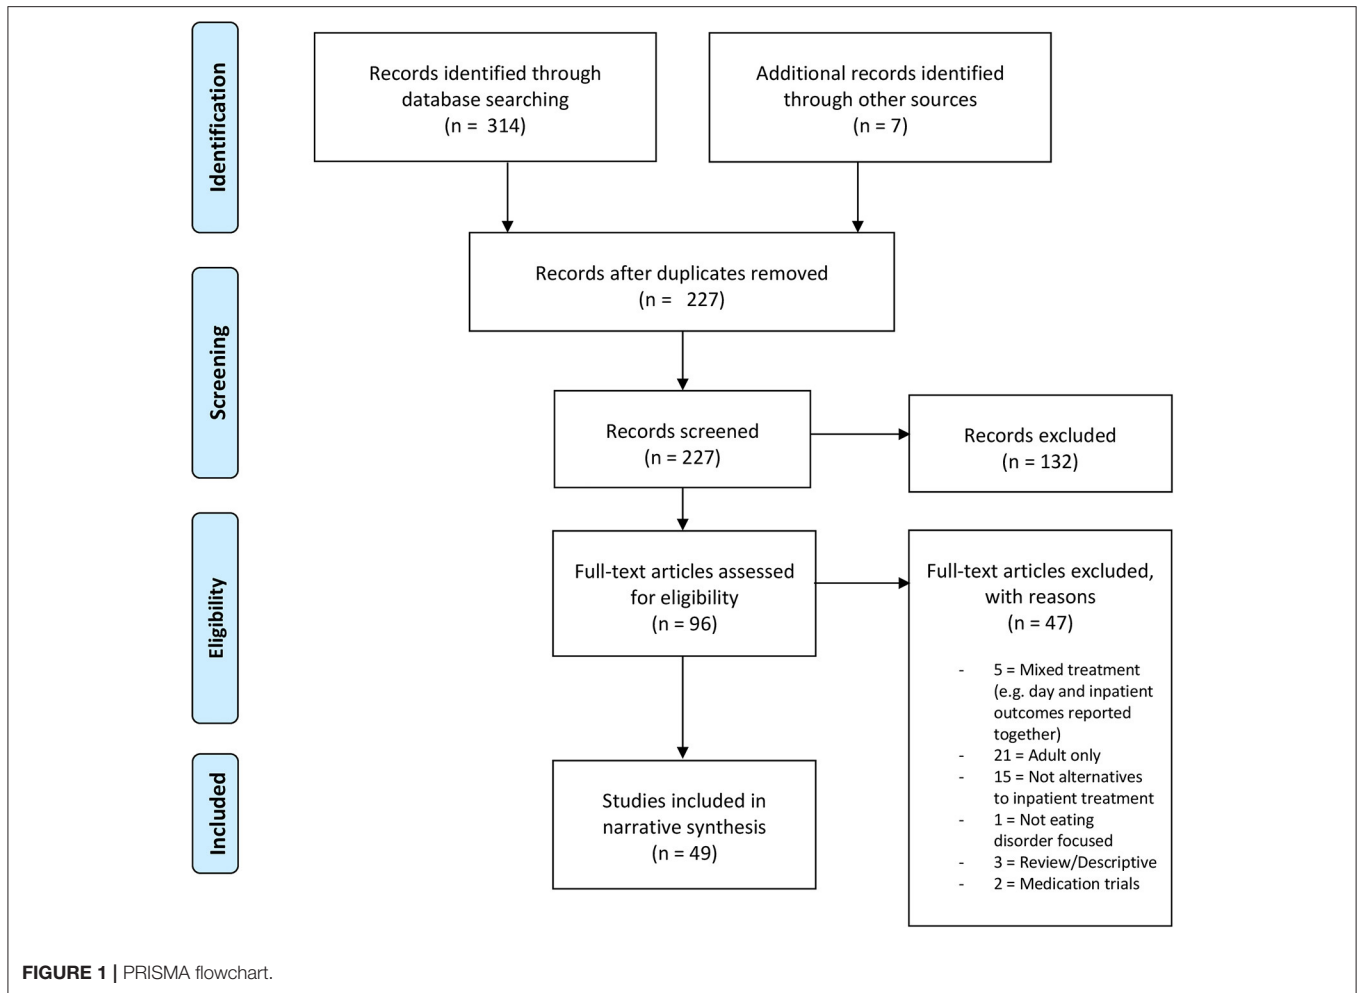 Identification
Records identified through
database searching
(n = 314)
Additional records identified
through other sources
(n = 7)
Records after duplicates removed
(n = 227)
Screening
Records screened
(n = 227)
Records excluded
(n = 132)
Eligibility
Full-text articles assessed
for eligibility
(n = 96)
Full-text articles excluded,
with reasons
(n = 47)
- 5 = Mixed treatment
(e.g. day and inpatient
outcomes reported
together)
- 21 = Adult only
- 15 = Not alternatives
to inpatient treatment
- 1 = Not eating
disorder focused
- 3 = Review/Descriptive
- 2 = Medication trials
Included
Studies included in
narrative synthesis
(n = 49)
FIGURE 1 | PRISMA flowchart.